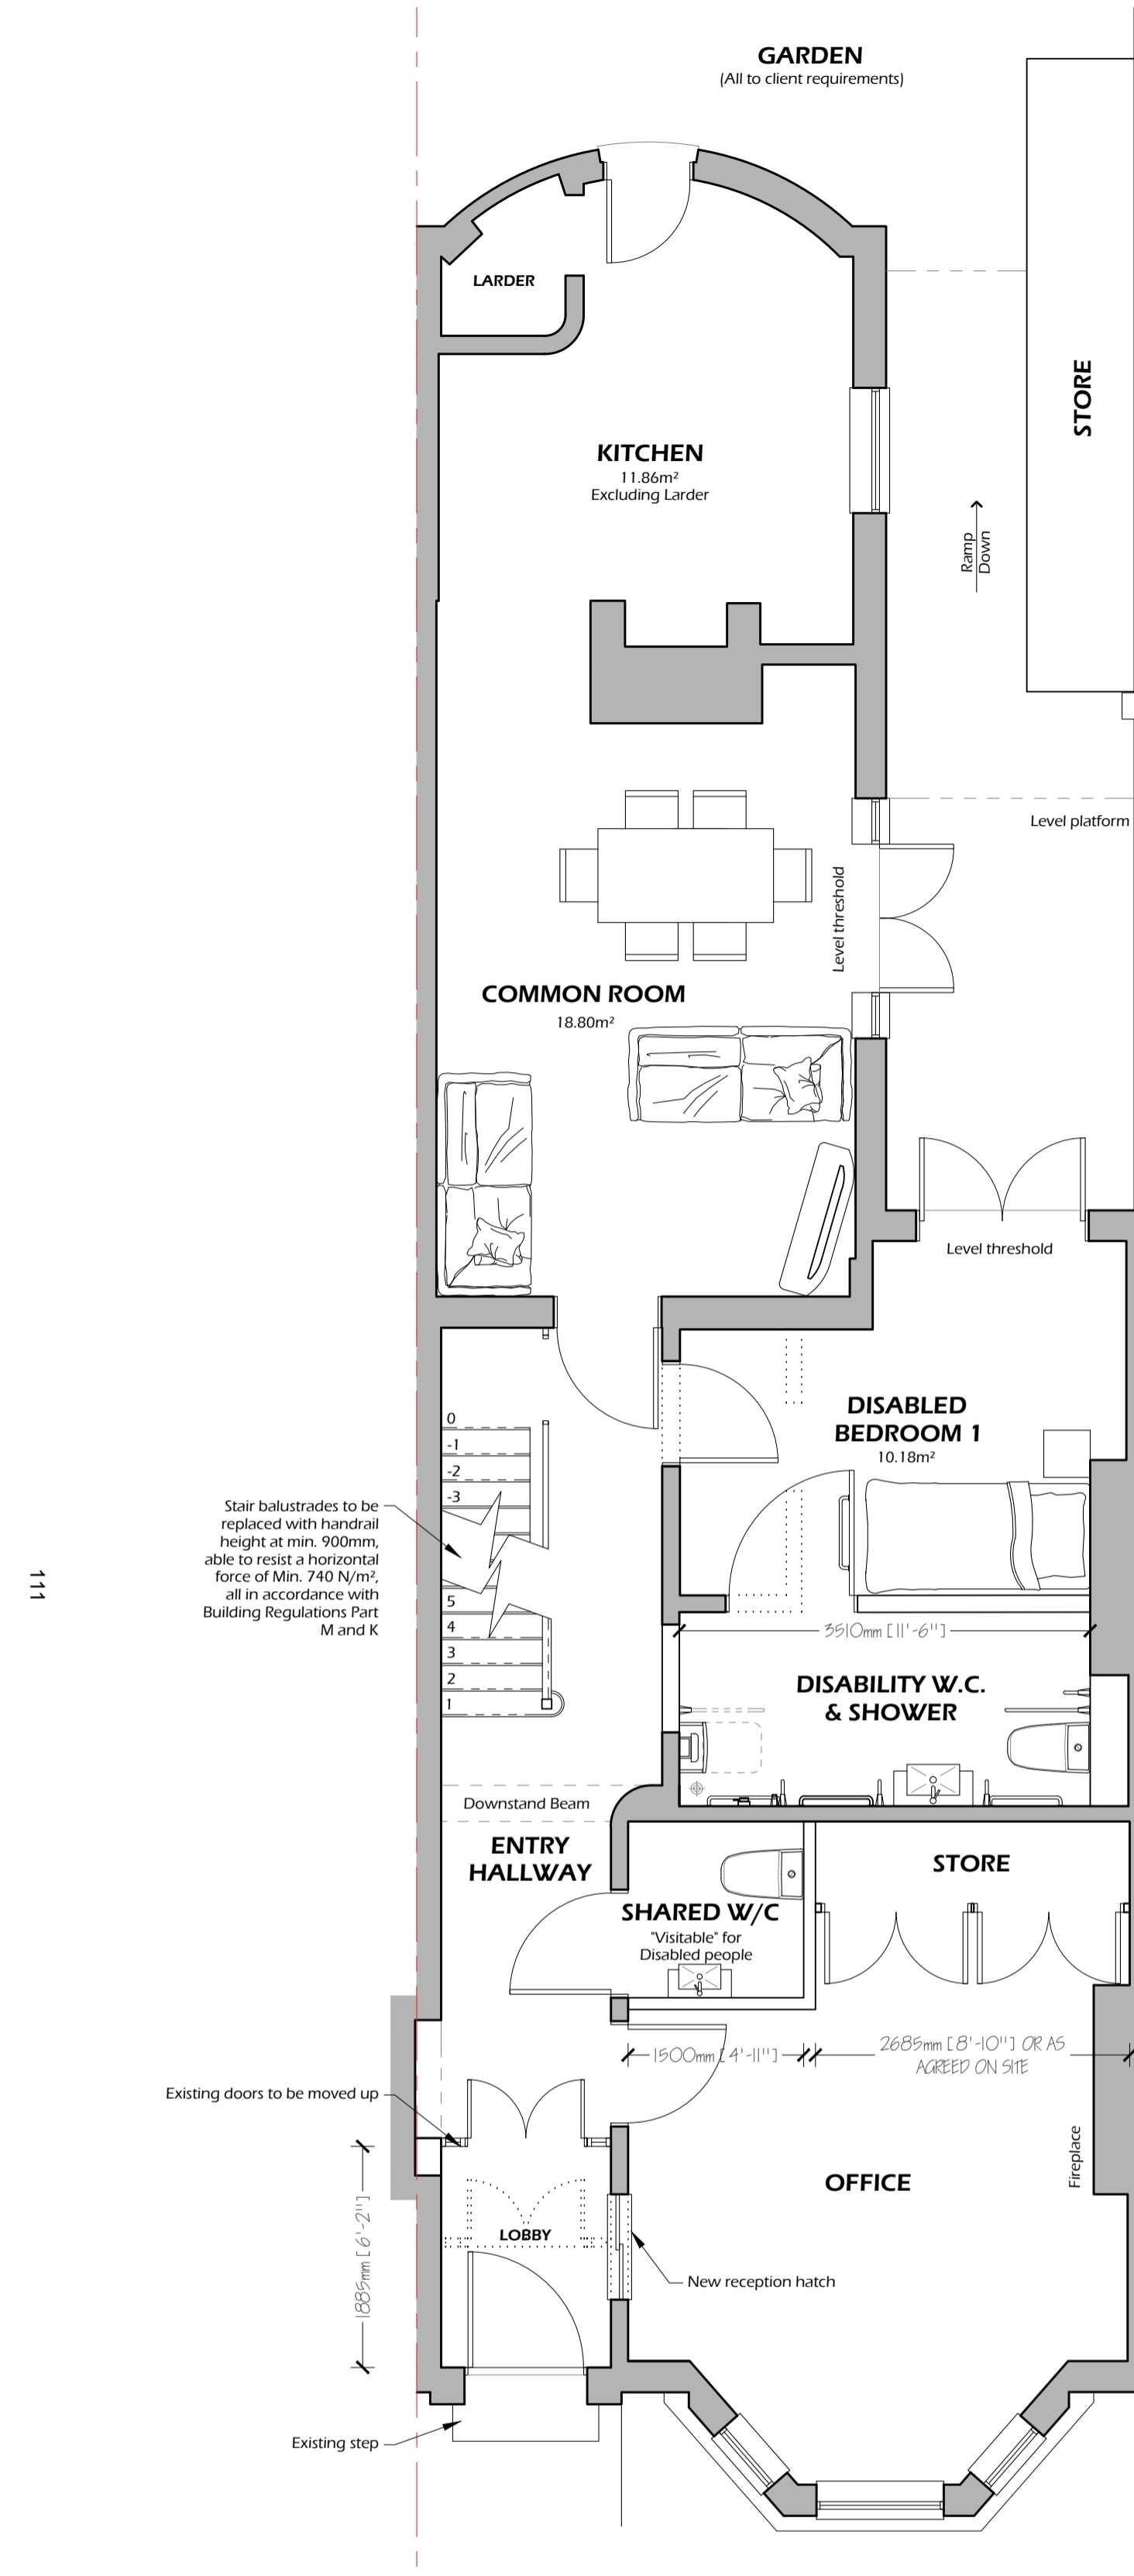 GARDEN
(All to client requirements)
LARDER
STORE
KITCHEN
11.86m²
Excluding Larder
Ramp
Down
Level platform
Level threshold
COMMON ROOM
18.80m²
Level threshold
DISABLED
BEDROOM 1
10.18m²
0
-1
-2
-3
Stair balustrades to be
replaced with handrail
height at min. 900mm,
able to resist a horizontal
force of Min. 740 N/m²,
all in accordance with
Building Regulations Part
M and K
111
5
4
3
2
1
3510mm [11'-6"]
DISABILITY W.C.
& SHOWER
Downstand Beam
ENTRY
HALLWAY
STORE
SHARED W/C
"Visitable" for
Disabled people
1500mm [4'-11"]
2685mm [8'-10"] OR AS
AGREED ON SITE
Existing doors to be moved up
Fireplace
OFFICE
1885mm [6'-2"]
LOBBY
New reception hatch
Existing step